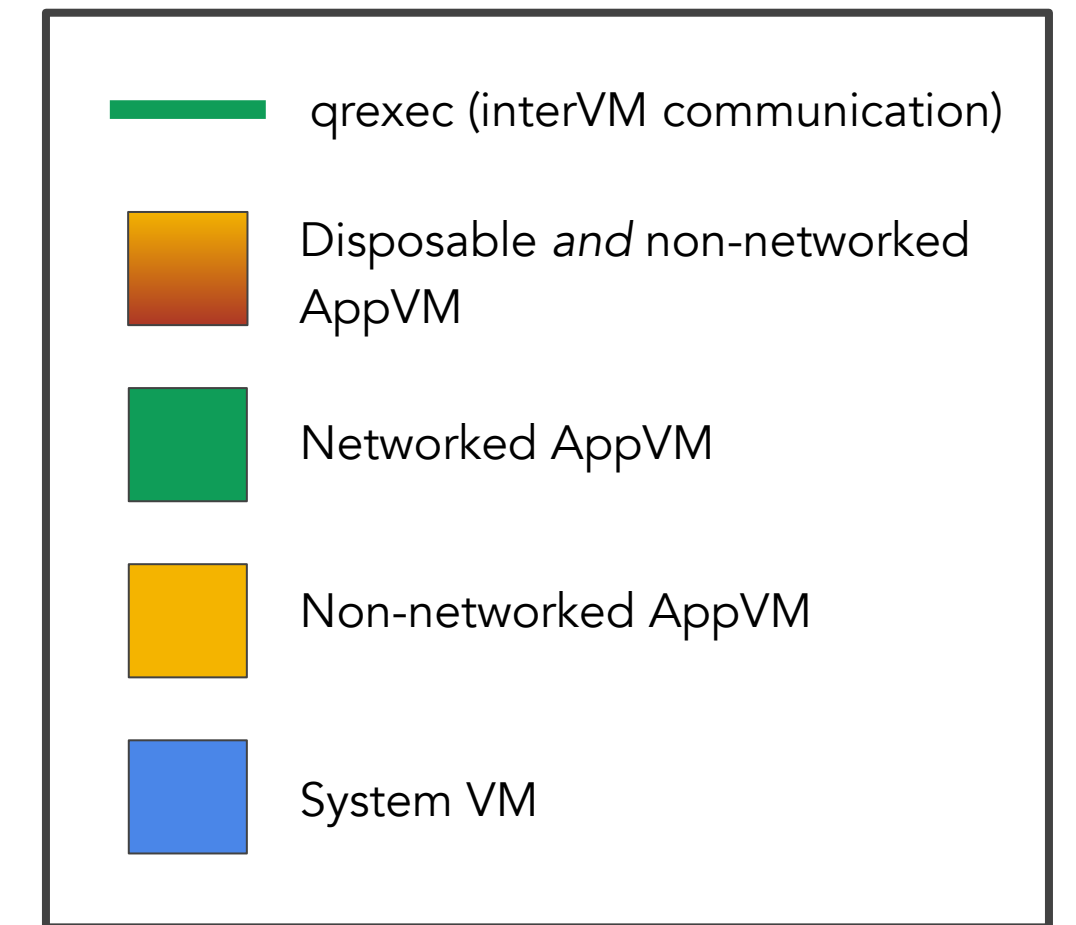 qrexec (interVM communication)
Disposable and non-networked
AppVM
Networked AppVM
Non-networked AppVM
System VM